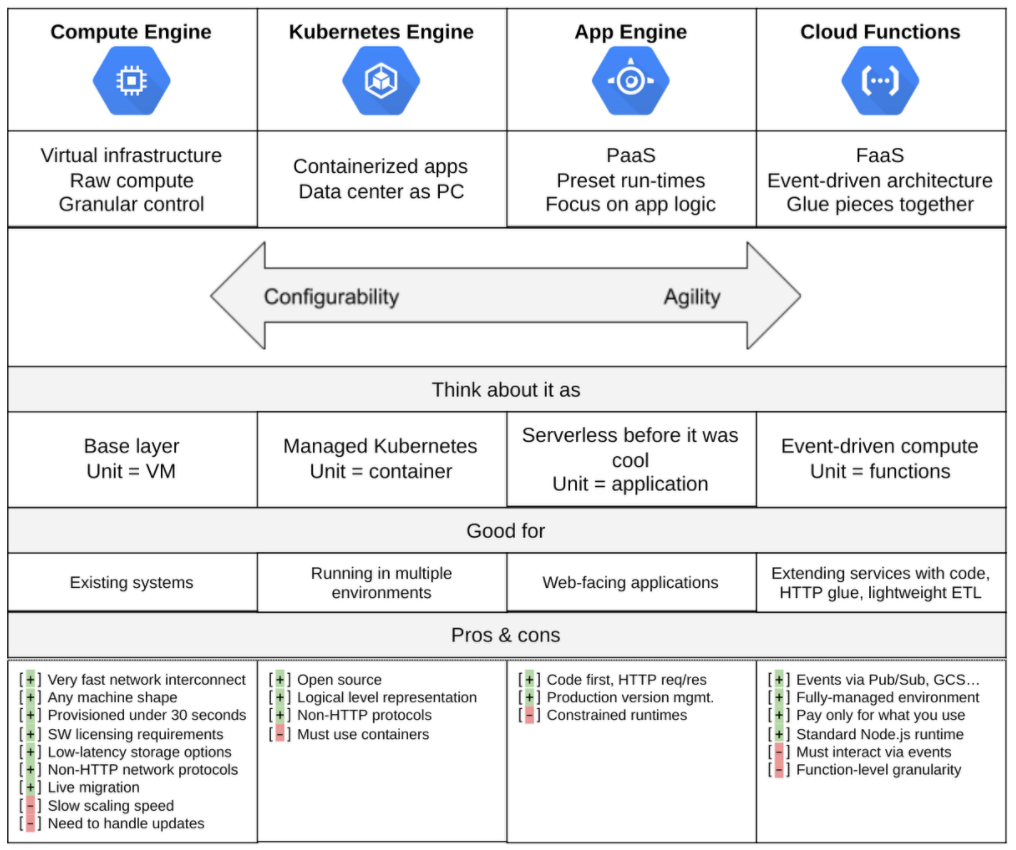 Compute Engine
Kubernetes Engine
App Engine
Cloud Functions
Virtual infrastructure
Raw compute
Granular control
Containerized apps
Data center as PC
PaaS
Preset run-times
Focus on app logic
FaaS
Event-driven architecture
Glue pieces together
Configurability
Agility
Think about it as
Base layer
Unit = VM
Managed Kubernetes
Unit = container
Serverless before it was
cool
Unit = application
Event-driven compute
Unit = functions
Good for
Existing systems
Running in multiple
environments
Web-facing applications
Extending services with code,
HTTP glue, lightweight ETL
Pros & cons
[+] Very fast network interconnect
[+] Any machine shape
[+] Provisioned under 30 seconds
[+] SW licensing requirements
[+] Low-latency storage options
[+] Non-HTTP network protocols
[+] Live migration
[-] Slow scaling speed
[-] Need to handle updates
[+] Open source
[+] Logical level representation
[+] Non-HTTP protocols
[-] Must use containers
[+] Code first, HTTP req/res
[+] Production version mgmt.
[-] Constrained runtimes
[+] Events via Pub/Sub, GCS...
[+] Fully-managed environment
[+] Pay only for what you use
[+] Standard Node.js runtime
[-] Must interact via events
[-] Function-level granularity